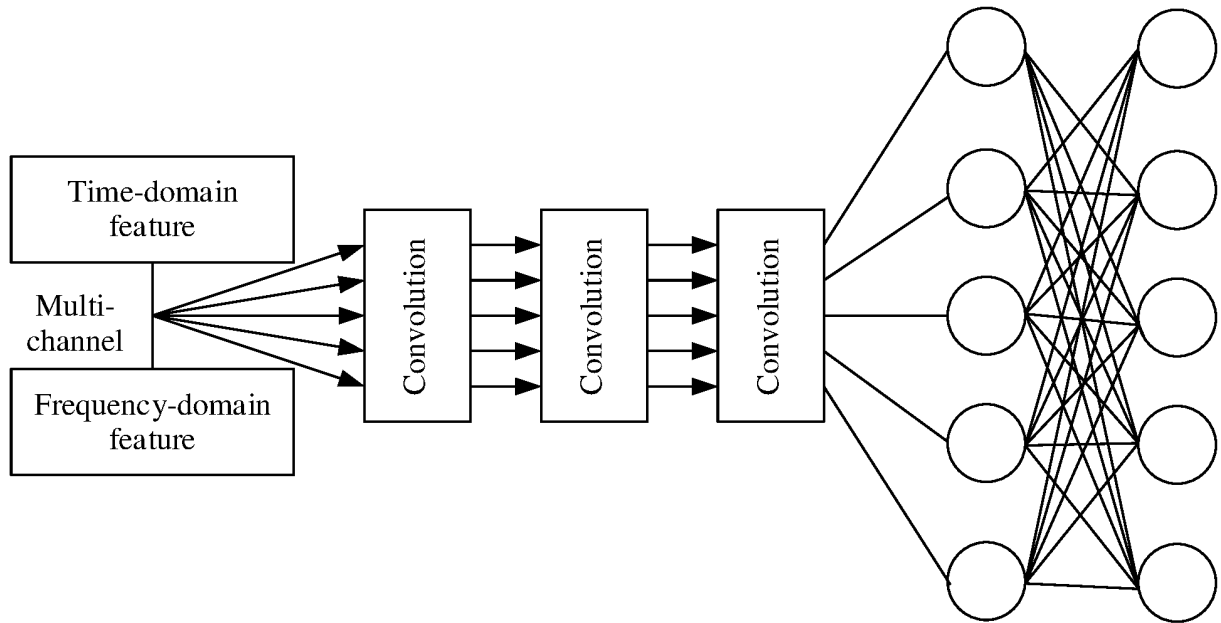 Time-domain
feature
Multi-
channel
Frequency-domain
feature
Convolution
Convolution
Convolution